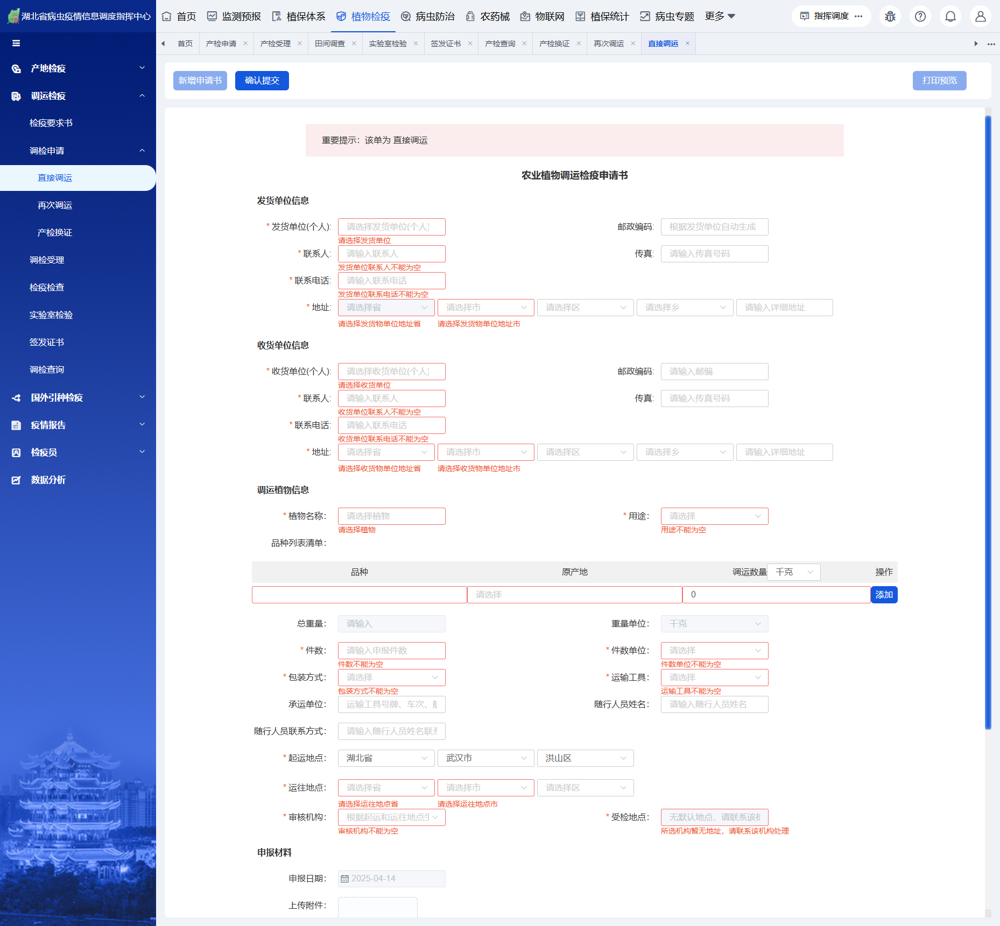 湖北省病虫疫情信息调度指挥中心
首页 监测预报 植保体系 植物检疫 病虫防治 农药械 物联网 植保统计 病虫专题 更多
指挥调度
首页 产检申请 产检受理 田间调查 实验室检验 签发证书 产检查询 产检换证 再次调运 直接调运
产地检疫
调运检疫
检疫要求书
调检申请
直接调运
再次调运
产检换证
调检受理
检疫检查
实验室检验
签发证书
调检查询
国外引种检疫
疫情报告
检疫员
数据分析
新增申请书 确认提交 打印预览
重要提示：该单为 直接调运
农业植物调运检疫申请书
发货单位信息
* 发货单位(个人): 请选择发货单位(个人) 邮政编码: 根据发货单位自动生成
请选择发货单位
* 联系人: 请输入联系人 传真: 请输入传真号码
发货单位联系人不能为空
* 联系电话: 请输入联系电话
发货单位联系电话不能为空
* 地址: 请选择省 请选择市 请选择区 请选择乡 请输入详细地址
请选择发货物单位地址省 请选择发货物单位地址市
收货单位信息
* 收货单位(个人): 请选择收货单位(个人) 邮政编码: 请输入邮编
请选择收货单位
* 联系人: 请输入联系人 传真: 请输入传真号码
收货单位联系人不能为空
* 联系电话: 请输入联系电话
收货单位联系电话不能为空
* 地址: 请选择省 请选择市 请选择区 请选择乡 请输入详细地址
请选择收货物单位地址省 请选择收货物单位地址市
调运植物信息
* 植物名称： 请选择植物 * 用途： 请选择
请选择植物 用途不能为空
品种列表清单：
品种 原产地 调运数量 千克 操作
请选择 0 添加
总重量： 请输入 重量单位： 千克
* 件数： 请输入申报件数 * 件数单位： 请选择
件数不能为空 件数单位不能为空
* 包装方式： 请选择 * 运输工具： 请选择
包装方式不能为空 运输工具不能为空
承运单位： 运输工具号牌、车次、 随行人员姓名： 请输入随行人员姓名
随行人员联系方式： 请输入随行人员姓名联
* 起运地点： 湖北省 武汉市 洪山区
* 运往地点： 请选择省 请选择市 请选择区
请选择运往地点省 请选择运往地点市
* 审核机构： 根据起运和运往地点 * 受检地点： 无默认地点，请联系该
审核机构不能为空 所选机构暂无地址，请联系该机构处理
申报材料
申报日期： 2025-04-14
上传附件：